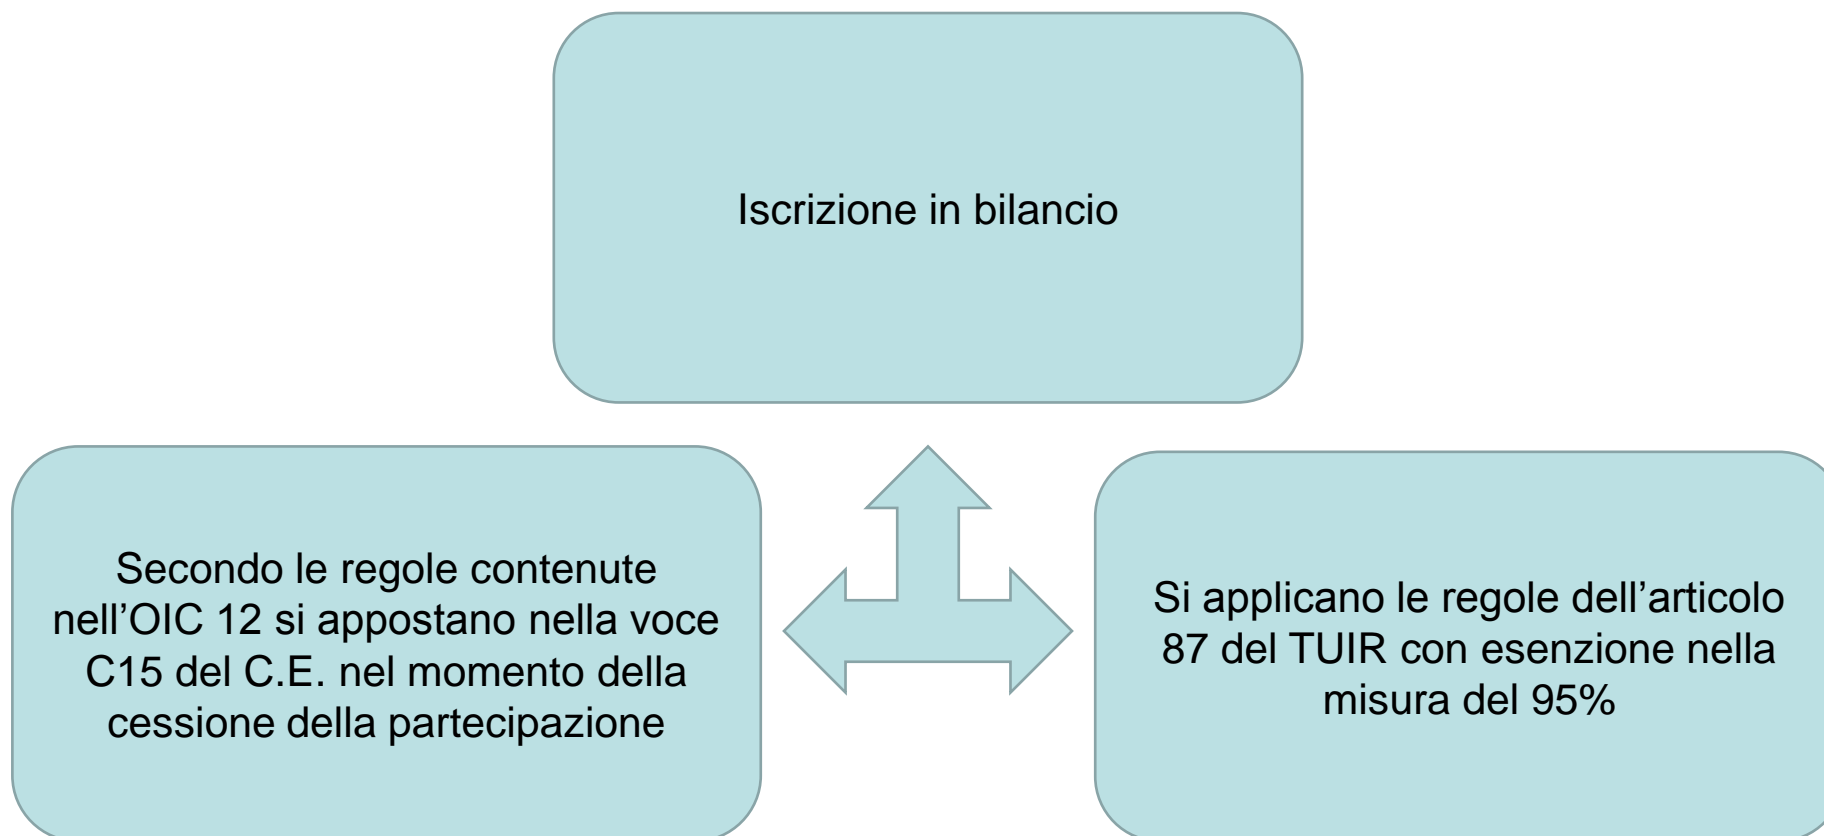 Iscrizione in bilancio
Secondo le regole contenute
nell’OIC 12 si appostano nella voce
C15 del C.E. nel momento della
cessione della partecipazione
Si applicano le regole dell’articolo
87 del TUIR con esenzione nella
misura del 95%